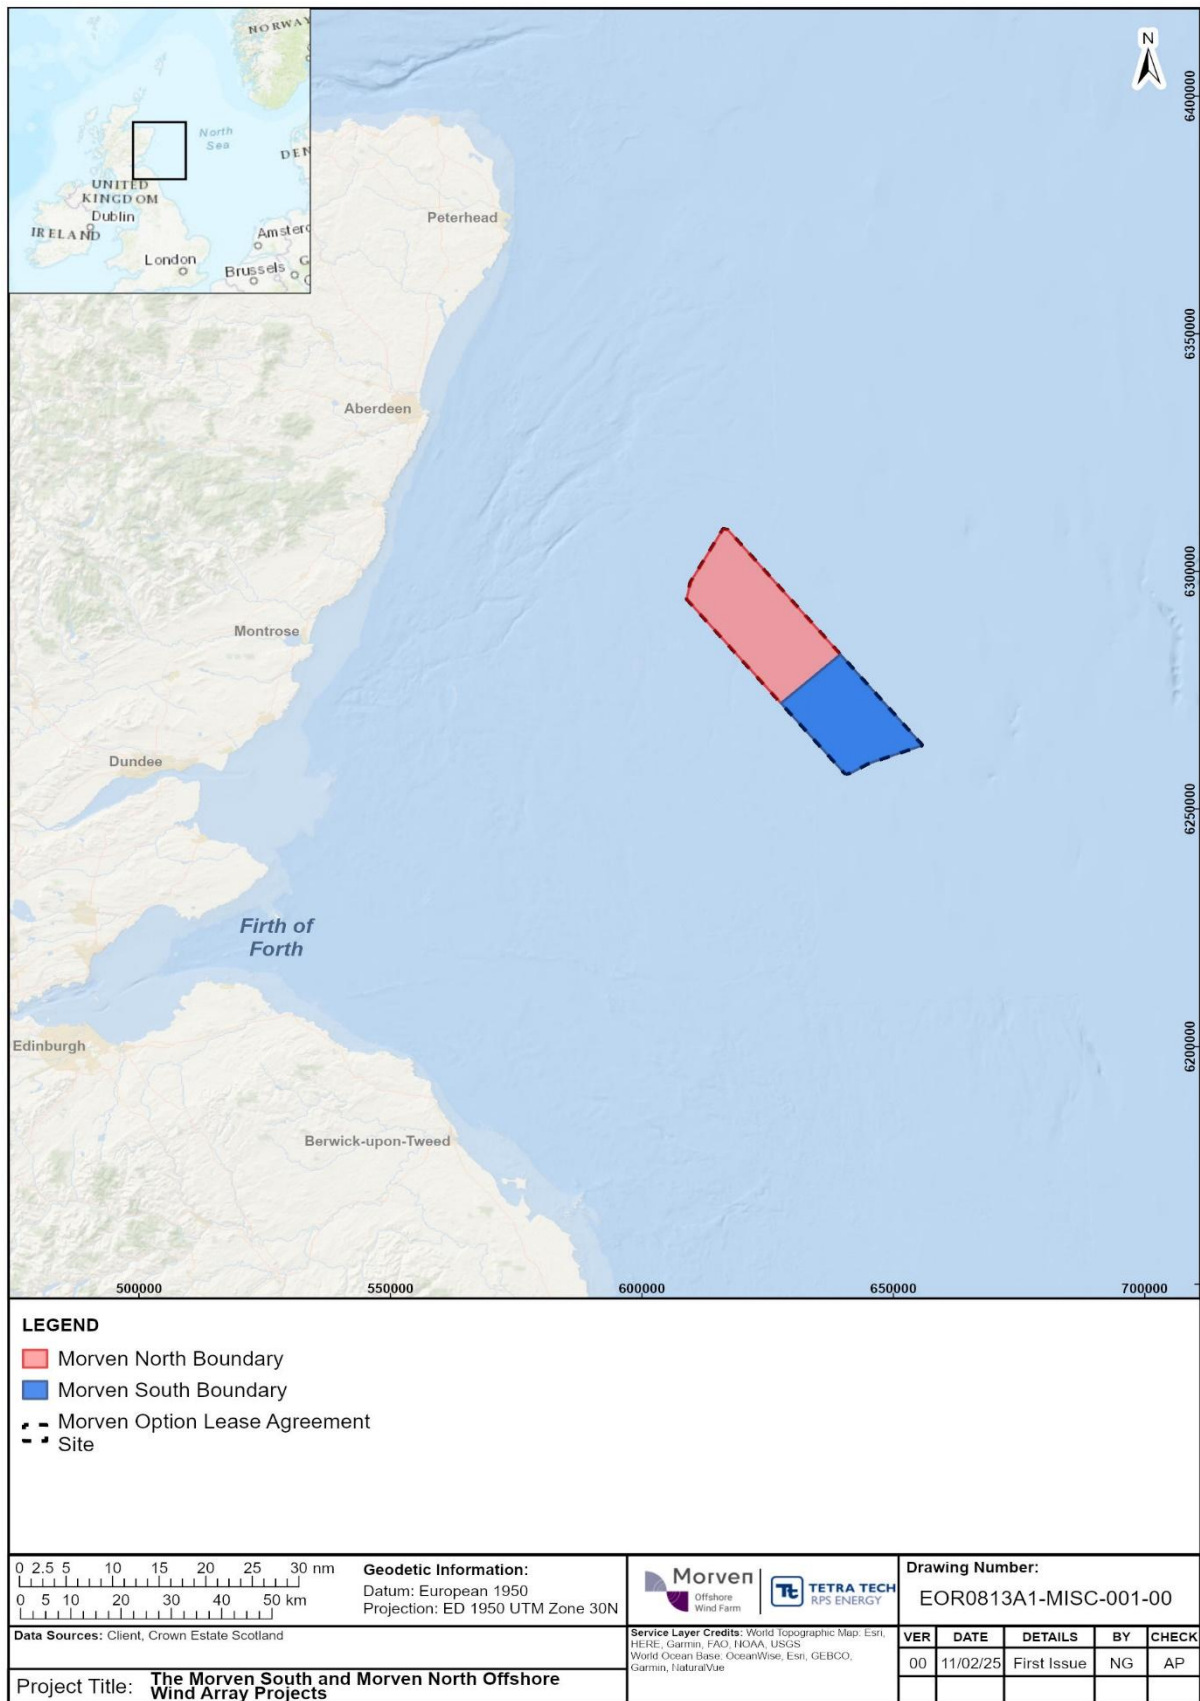 NORWAY
North
Sea
DEN
UNITED
KINGDOM
Dublin
IRELAND
Amsterd
London
Brussels
G
N
Peterhead
Aberdeen
Montrose
Dundee
Firth of
Forth
Edinburgh
Berwick-upon-Tweed
6400000
6350000
6300000
6250000
6200000
500000
550000
600000
650000
700000
LEGEND
Morven North Boundary
Morven South Boundary
Morven Option Lease Agreement
Site
0 2.5 5 10 15 20 25 30 nm
0 5 10 20 30 40 50 km
Geodetic Information:
Datum: European 1950
Projection: ED 1950 UTM Zone 30N
Data Sources: Client, Crown Estate Scotland
Project Title: The Morven South and Morven North Offshore
Wind Array Projects
Morven
Offshore
Wind Farm
Tt TETRA TECH
RPS ENERGY
Service Layer Credits: World Topographic Map: Esri,
HERE, Garmin, FAO, NOAA, USGS
World Ocean Base: OceanWise, Esri, GEBCO,
Garmin, NaturalVue
Drawing Number:
EOR0813A1-MISC-001-00
VER DATE DETAILS BY CHECK
00 11/02/25 First Issue NG AP